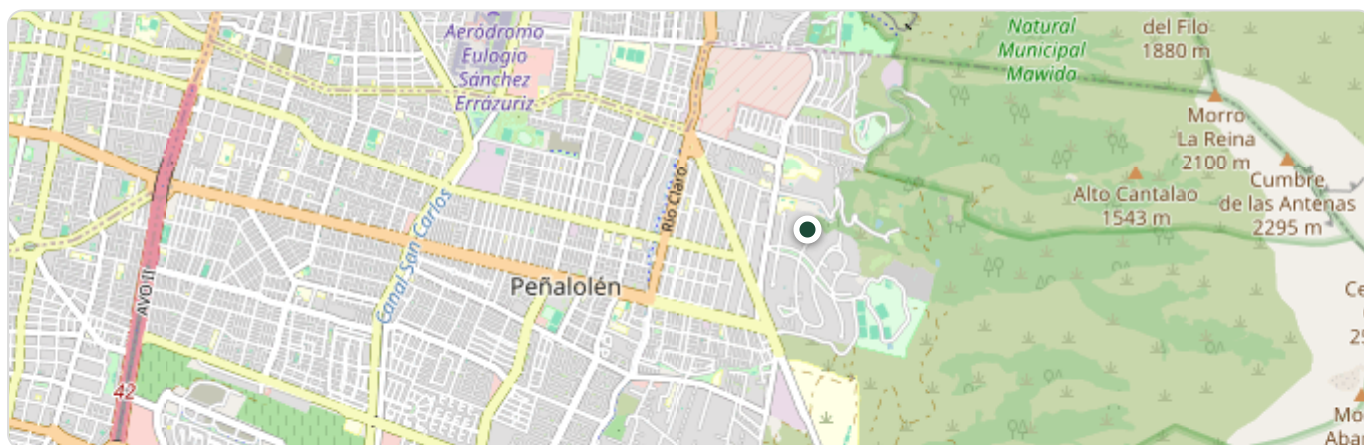 Aeródromo
Eulogio
Sánchez
Errázuriz
Natural
Municipal
Mawida
del Filo
1880 m
Morro
La Reina
2100 m
Cumbre
de las Antenas
2295 m
Alto Cantalao
1543 m
Río Claro
Canal San Carlos
Peñalolén
AVO II
42